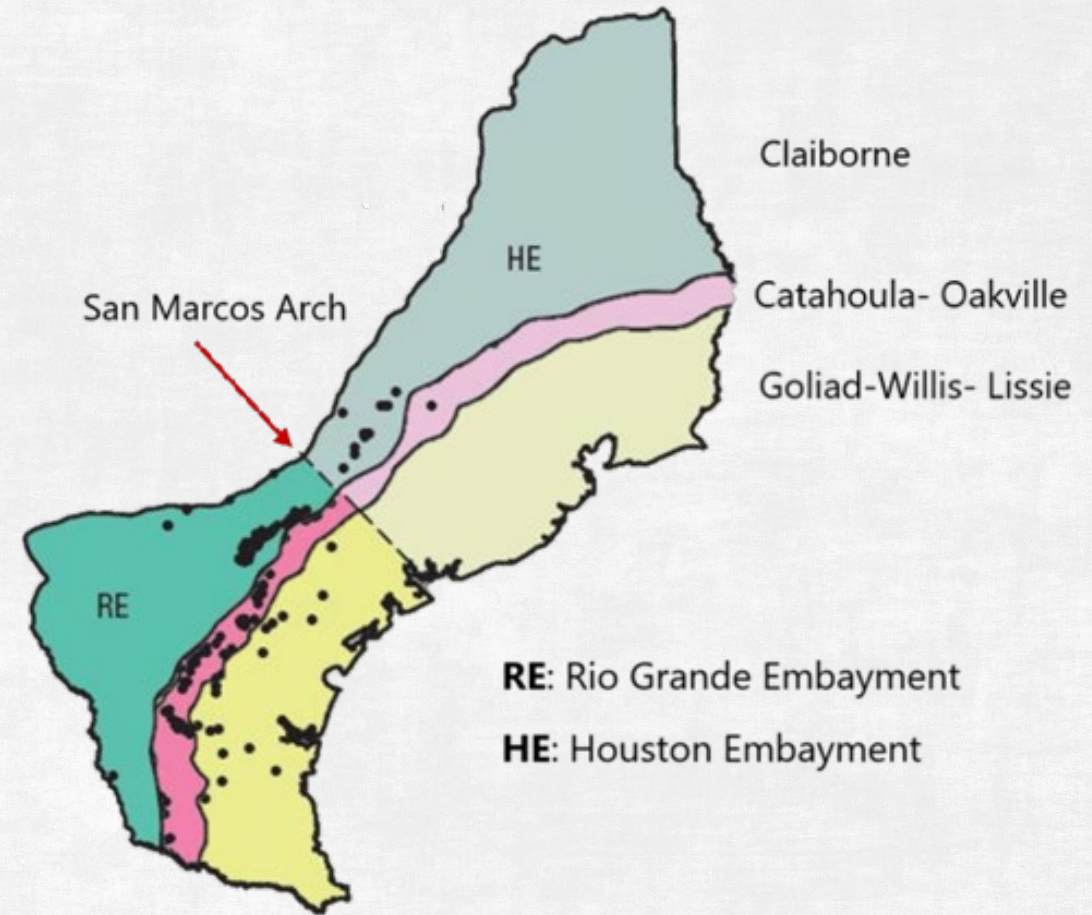 Claiborne
HE
San Marcos Arch
Catahoula- Oakville
Goliad-Willis- Lissie
RE
RE: Rio Grande Embayment
HE: Houston Embayment